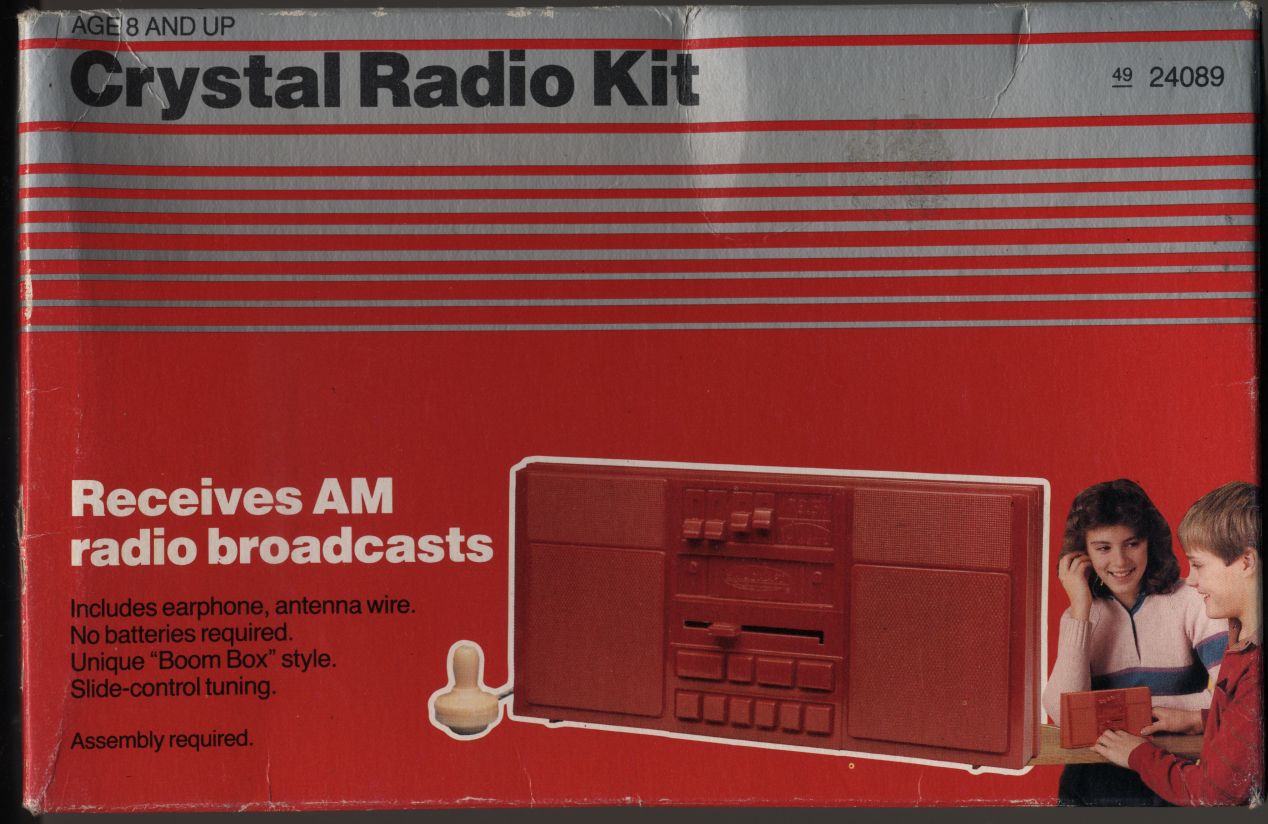 AGE 8 AND UP
Crystal Radio Kit
49 24089
Receives AM
radio broadcasts
Includes earphone, antenna wire.
No batteries required.
Unique “Boom Box” style.
Slide-control tuning.
Assembly required.